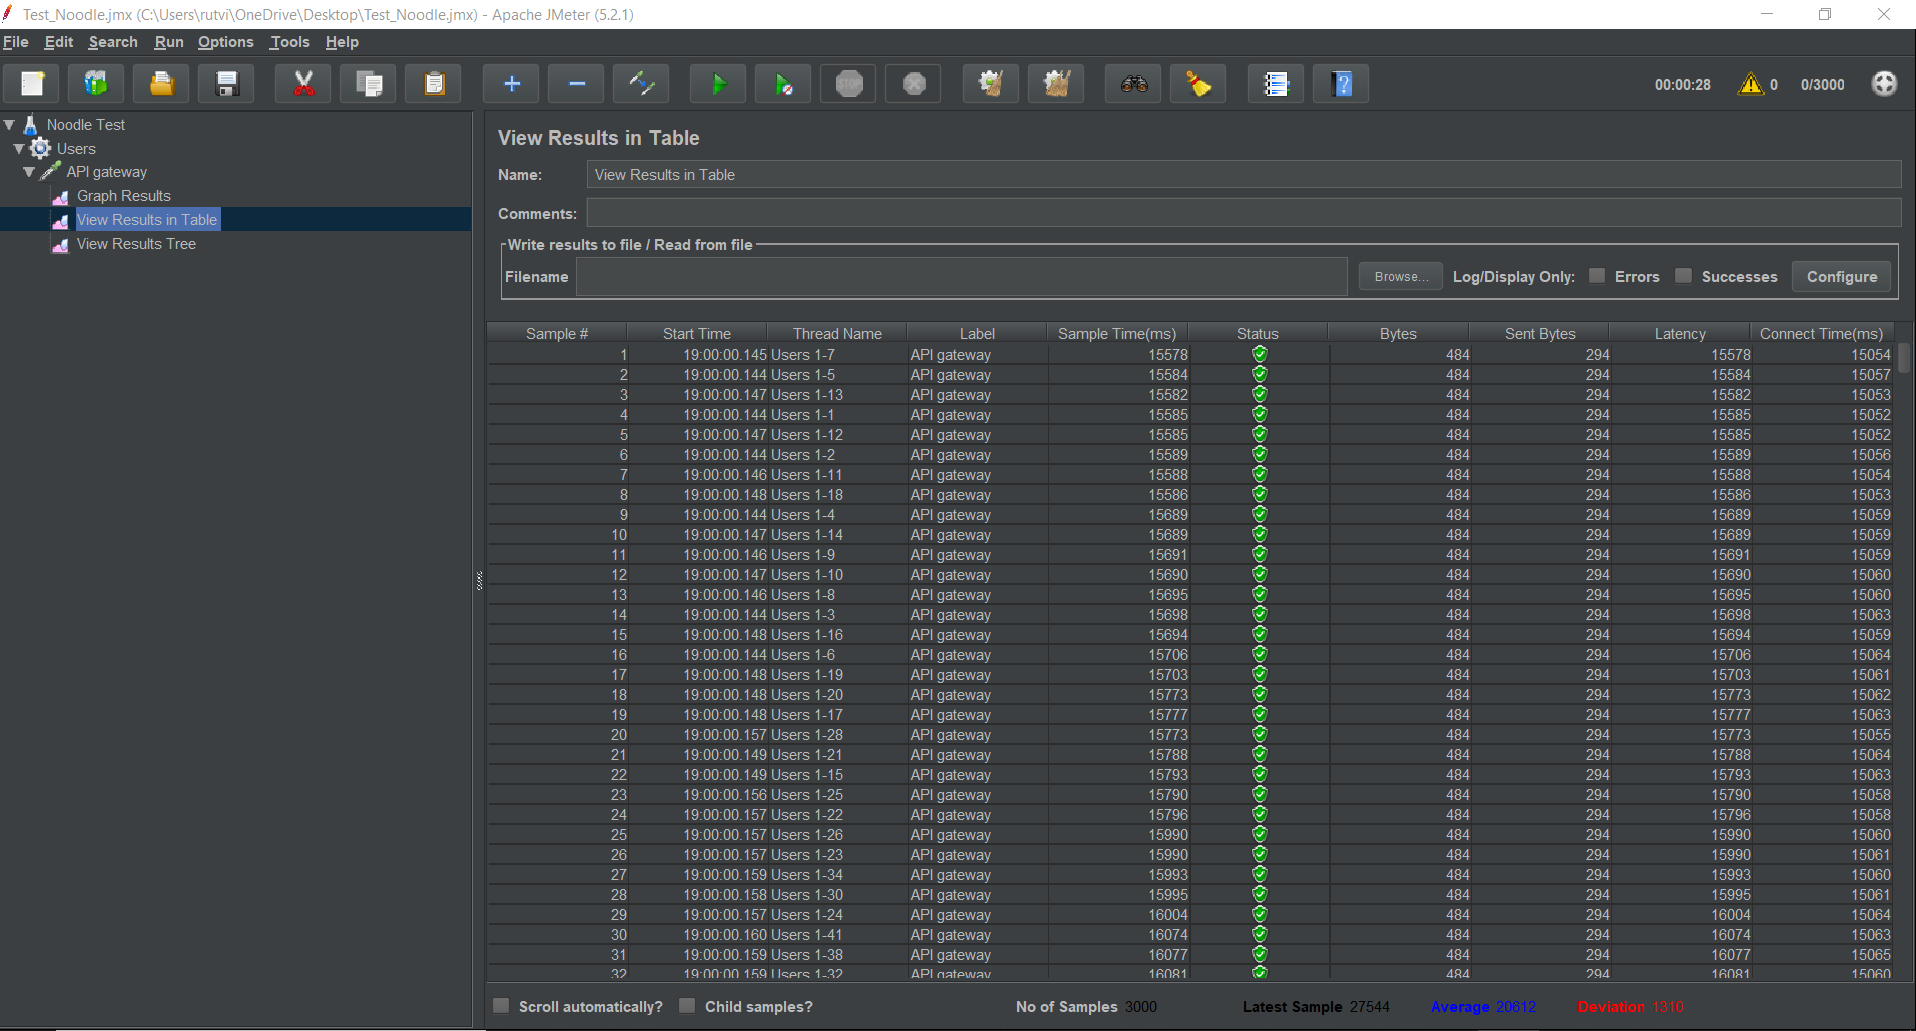 Test_Noodle.jmx (C:\Users\rutvi\OneDrive\Desktop\Test_Noodle.jmx) - Apache JMeter (5.2.1)
File Edit Search Run Options Tools Help
STOP 00:00:28 0 0/3000
Noodle Test
Users
API gateway
Graph Results
View Results in Table
View Results Tree
View Results in Table
Name: View Results in Table
Comments:
Write results to file / Read from file
Filename Browse... Log/Display Only: Errors Successes Configure
Sample # Start Time Thread Name Label Sample Time(ms) Status Bytes Sent Bytes Latency Connect Time(ms)
1 19:00:00.145 Users 1-7 API gateway 15578 484 294 15578 15054
2 19:00:00.144 Users 1-5 API gateway 15584 484 294 15584 15057
3 19:00:00.147 Users 1-13 API gateway 15582 484 294 15582 15053
4 19:00:00.144 Users 1-1 API gateway 15585 484 294 15585 15052
5 19:00:00.147 Users 1-12 API gateway 15585 484 294 15585 15052
6 19:00:00.144 Users 1-2 API gateway 15589 484 294 15589 15056
7 19:00:00.146 Users 1-11 API gateway 15588 484 294 15588 15054
8 19:00:00.148 Users 1-18 API gateway 15586 484 294 15586 15053
9 19:00:00.144 Users 1-4 API gateway 15689 484 294 15689 15059
10 19:00:00.147 Users 1-14 API gateway 15689 484 294 15689 15059
11 19:00:00.146 Users 1-9 API gateway 15691 484 294 15691 15059
12 19:00:00.147 Users 1-10 API gateway 15690 484 294 15690 15060
13 19:00:00.146 Users 1-8 API gateway 15695 484 294 15695 15060
14 19:00:00.144 Users 1-3 API gateway 15698 484 294 15698 15063
15 19:00:00.148 Users 1-16 API gateway 15694 484 294 15694 15059
16 19:00:00.144 Users 1-6 API gateway 15706 484 294 15706 15064
17 19:00:00.148 Users 1-19 API gateway 15703 484 294 15703 15061
18 19:00:00.148 Users 1-20 API gateway 15773 484 294 15773 15062
19 19:00:00.148 Users 1-17 API gateway 15777 484 294 15777 15063
20 19:00:00.157 Users 1-28 API gateway 15773 484 294 15773 15055
21 19:00:00.149 Users 1-21 API gateway 15788 484 294 15788 15064
22 19:00:00.149 Users 1-15 API gateway 15793 484 294 15793 15063
23 19:00:00.156 Users 1-25 API gateway 15790 484 294 15790 15058
24 19:00:00.157 Users 1-22 API gateway 15796 484 294 15796 15058
25 19:00:00.157 Users 1-26 API gateway 15990 484 294 15990 15060
26 19:00:00.157 Users 1-23 API gateway 15990 484 294 15990 15061
27 19:00:00.159 Users 1-34 API gateway 15993 484 294 15993 15060
28 19:00:00.158 Users 1-30 API gateway 15995 484 294 15995 15061
29 19:00:00.157 Users 1-24 API gateway 16004 484 294 16004 15064
30 19:00:00.160 Users 1-41 API gateway 16074 484 294 16074 15063
31 19:00:00.159 Users 1-38 API gateway 16077 484 294 16077 15065
32 19:00:00.159 Users 1-32 API gateway 16081 484 294 16081 15060
Scroll automatically? Child samples? No of Samples 3000 Latest Sample 27544 Average 20612 Deviation 1310